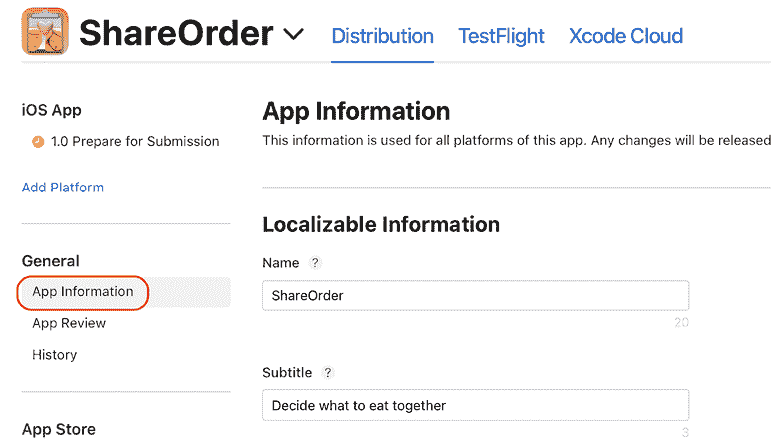 ShareOrder
Distribution TestFlight Xcode Cloud
iOS App
1.0 Prepare for Submission
Add Platform
General
App Information
App Review
History
App Store
App Information
This information is used for all platforms of this app. Any changes will be released
Localizable Information
Name ?
ShareOrder
20
Subtitle ?
Decide what to eat together
3